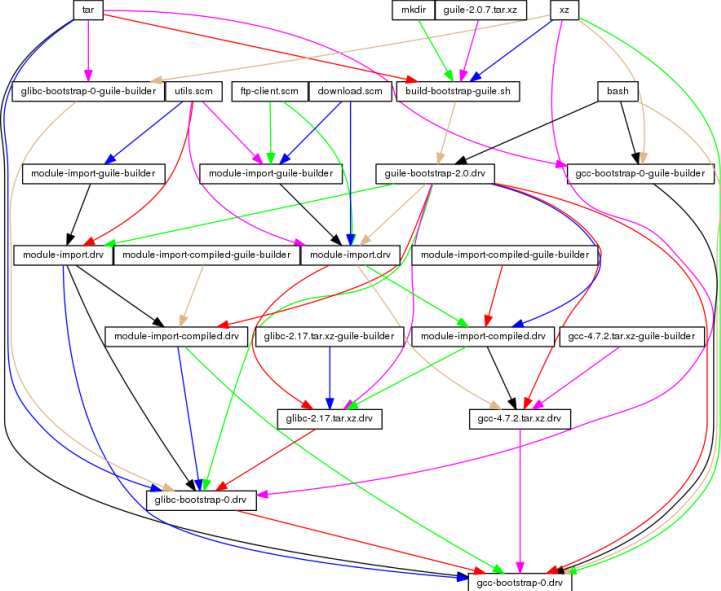 tar
mkdir
guile-2.0.7.tar.xz
xz
glibc-bootstrap-0-guile-builder
utils.scm
ftp-client.scm
download.scm
build-bootstrap-guile.sh
bash
module-import-guile-builder
module-import-guile-builder
guile-bootstrap-2.0.drv
gcc-bootstrap-0-guile-builder
module-import.drv
module-import-compiled-guile-builder
module-import.drv
module-import-compiled-guile-builder
module-import-compiled.drv
glibc-2.17.tar.xz-guile-builder
module-import-compiled.drv
gcc-4.7.2.tar.xz-guile-builder
glibc-2.17.tar.xz.drv
gcc-4.7.2.tar.xz.drv
glibc-bootstrap-0.drv
gcc-bootstrap-0.drv